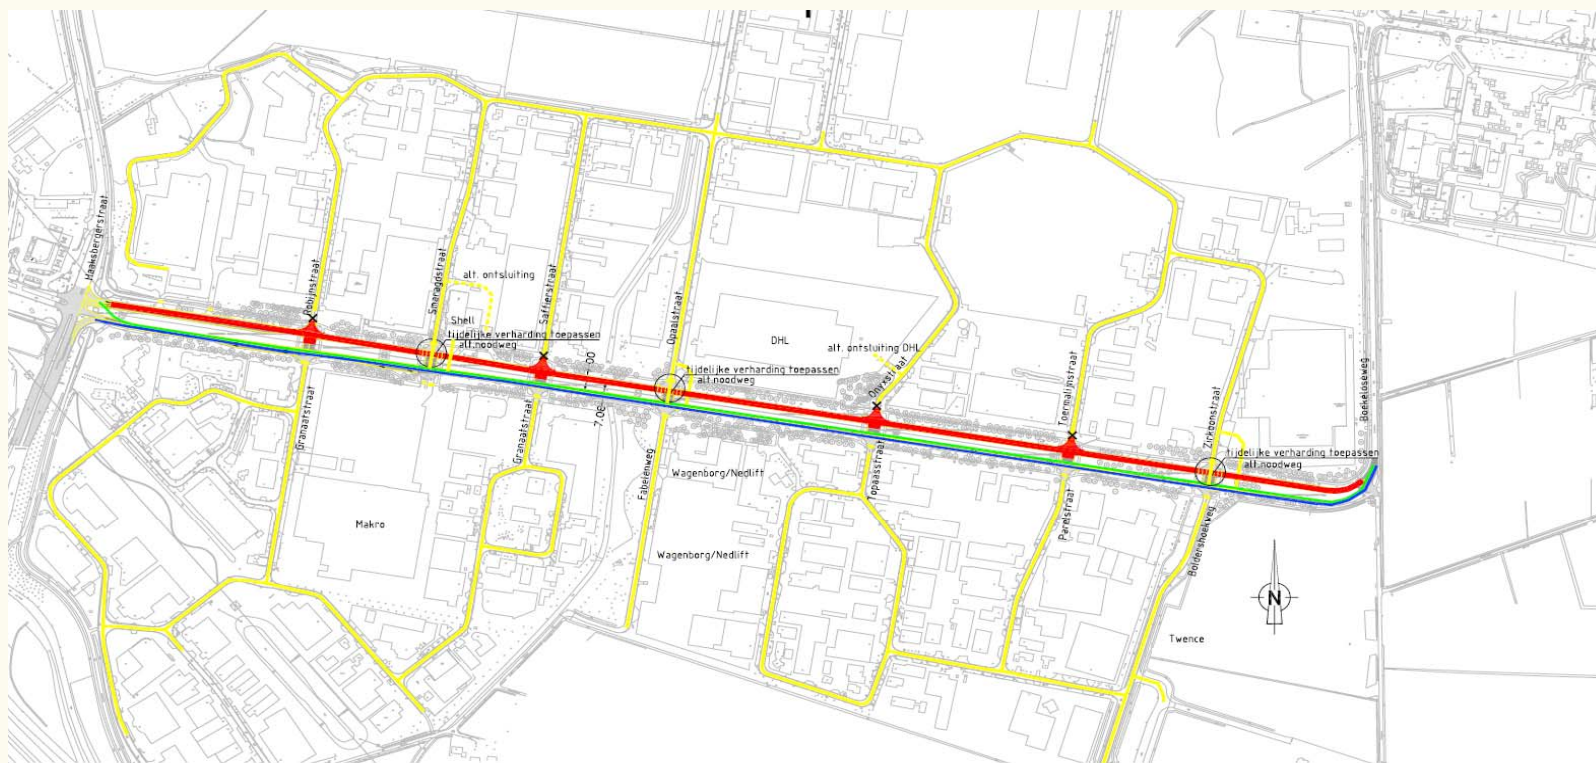 Haaksbergerstraat
Robijnstraat
Smaragdstraat
alt. ontsluiting
Saffierstraat
Shell
tijdelijke verharding toepassen
alt.noodweg
Opaalstraat
DHL
alt. ontsluiting DHL
Onyxstraat
tijdelijke verharding toepassen
alt.noodweg
7.00
Toermalijnstraat
Zirkoonstraat
Boekeloseweg
tijdelijke verharding toepassen
alt.noodweg
Granaatstraat
Granaatstraat
Fabelenweg
Wagenborg/Nedlift
Topaasstraat
Parelstraat
Boldershoekweg
Makro
Wagenborg/Nedlift
N
Twence